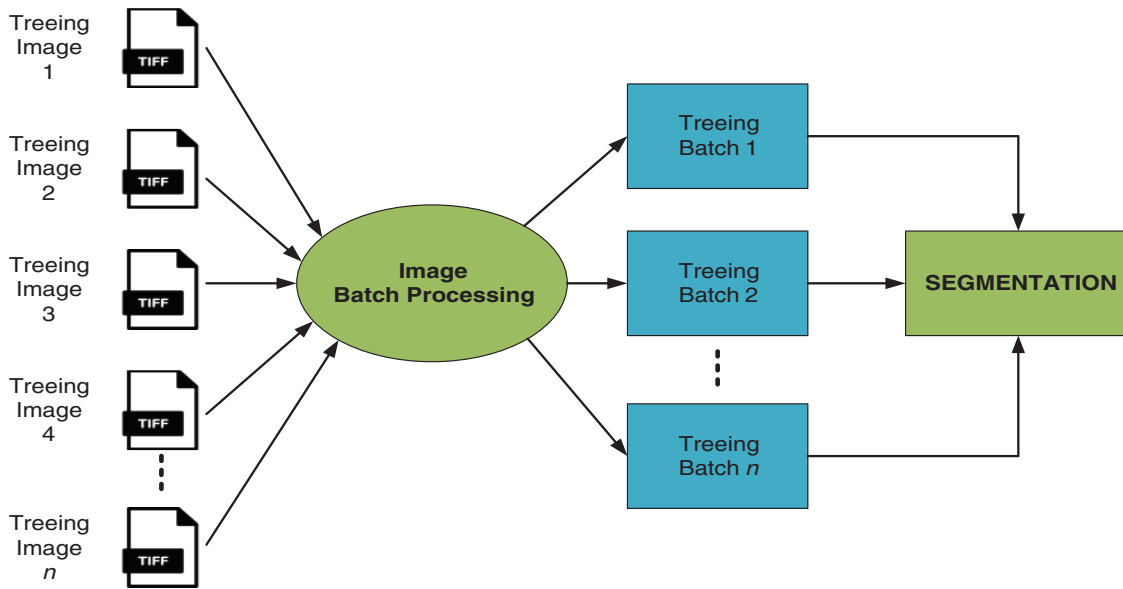 Treeing
Image
1
TIFF
Treeing
Image
2
TIFF
Treeing
Image
3
TIFF
Treeing
Image
4
TIFF
Treeing
Image
n
TIFF
Image
Batch Processing
Treeing
Batch 1
Treeing
Batch 2
Treeing
Batch n
SEGMENTATION